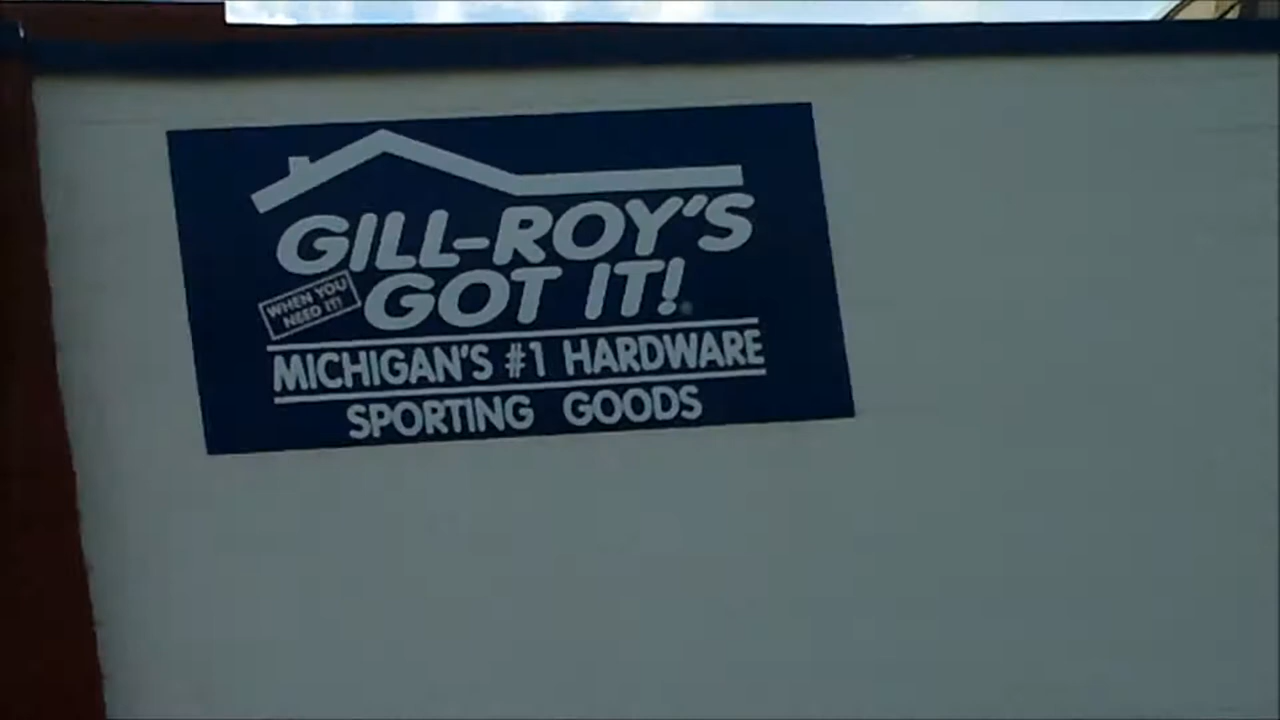 GILL-ROY'S
WHEN YOU
NEED IT!
GOT IT!
MICHIGAN'S #1 HARDWARE
SPORTING GOODS